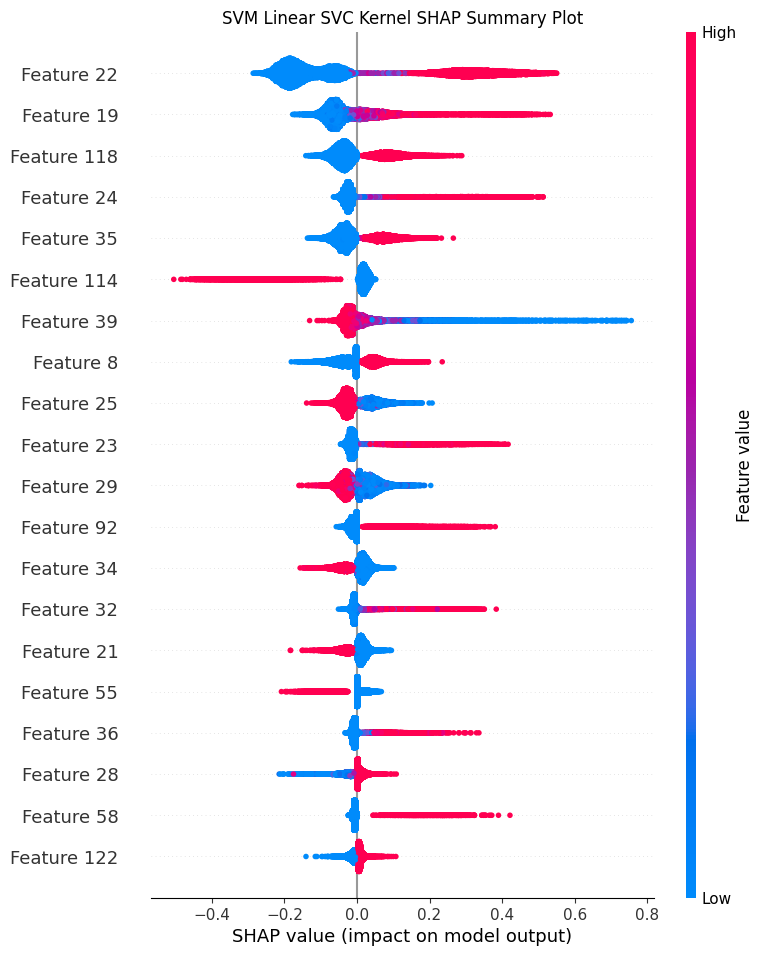 SVM Linear SVC Kernel SHAP Summary Plot
High
Feature 22
Feature 19
Feature 118
Feature 24
Feature 35
Feature 114
Feature 39
Feature 8
Feature 25
Feature 23
Feature 29
Feature 92
Feature 34
Feature 32
Feature 21
Feature 55
Feature 36
Feature 28
Feature 58
Feature 122
Feature value
Low
−0.4 −0.2 0.0 0.2 0.4 0.6 0.8
SHAP value (impact on model output)